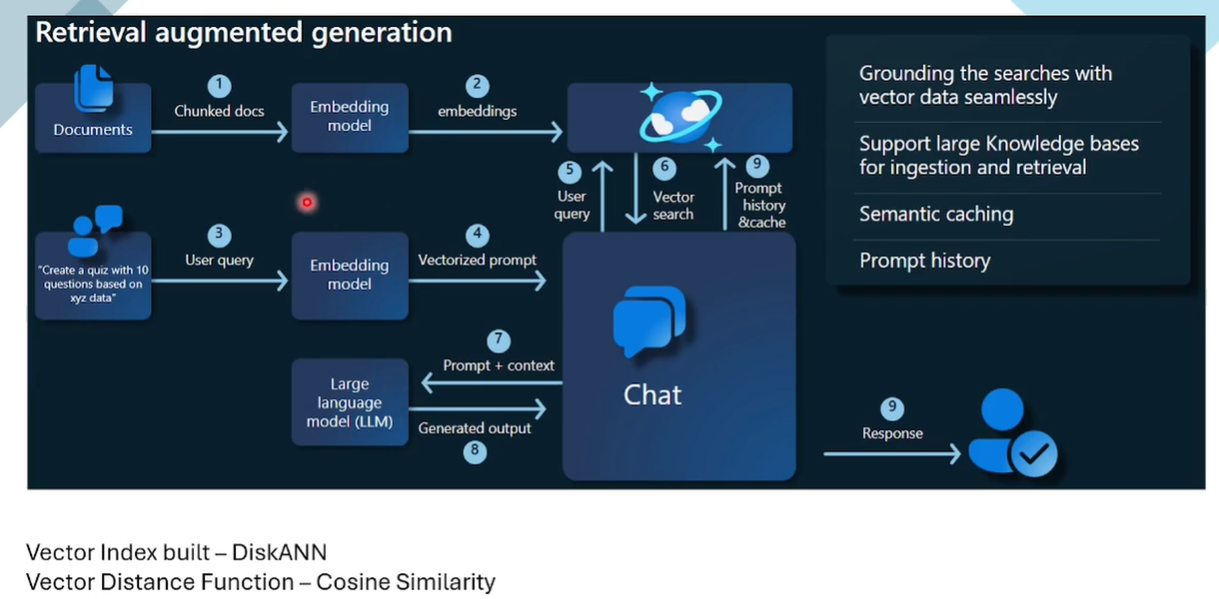 Retrieval augmented generation
Documents
1
Chunked docs
Embedding
model
2
embeddings
5
User
query
6
Vector
search
9
Prompt
history
&cache
"Create a quiz with 10
questions based on
xyz data"
3
User query
Embedding
model
4
Vectorized prompt
7
Prompt + context
Large
language
model (LLM)
Generated output
8
Chat
9
Response
Grounding the searches with
vector data seamlessly
Support large Knowledge bases
for ingestion and retrieval
Semantic caching
Prompt history
Vector Index built – DiskANN
Vector Distance Function – Cosine Similarity